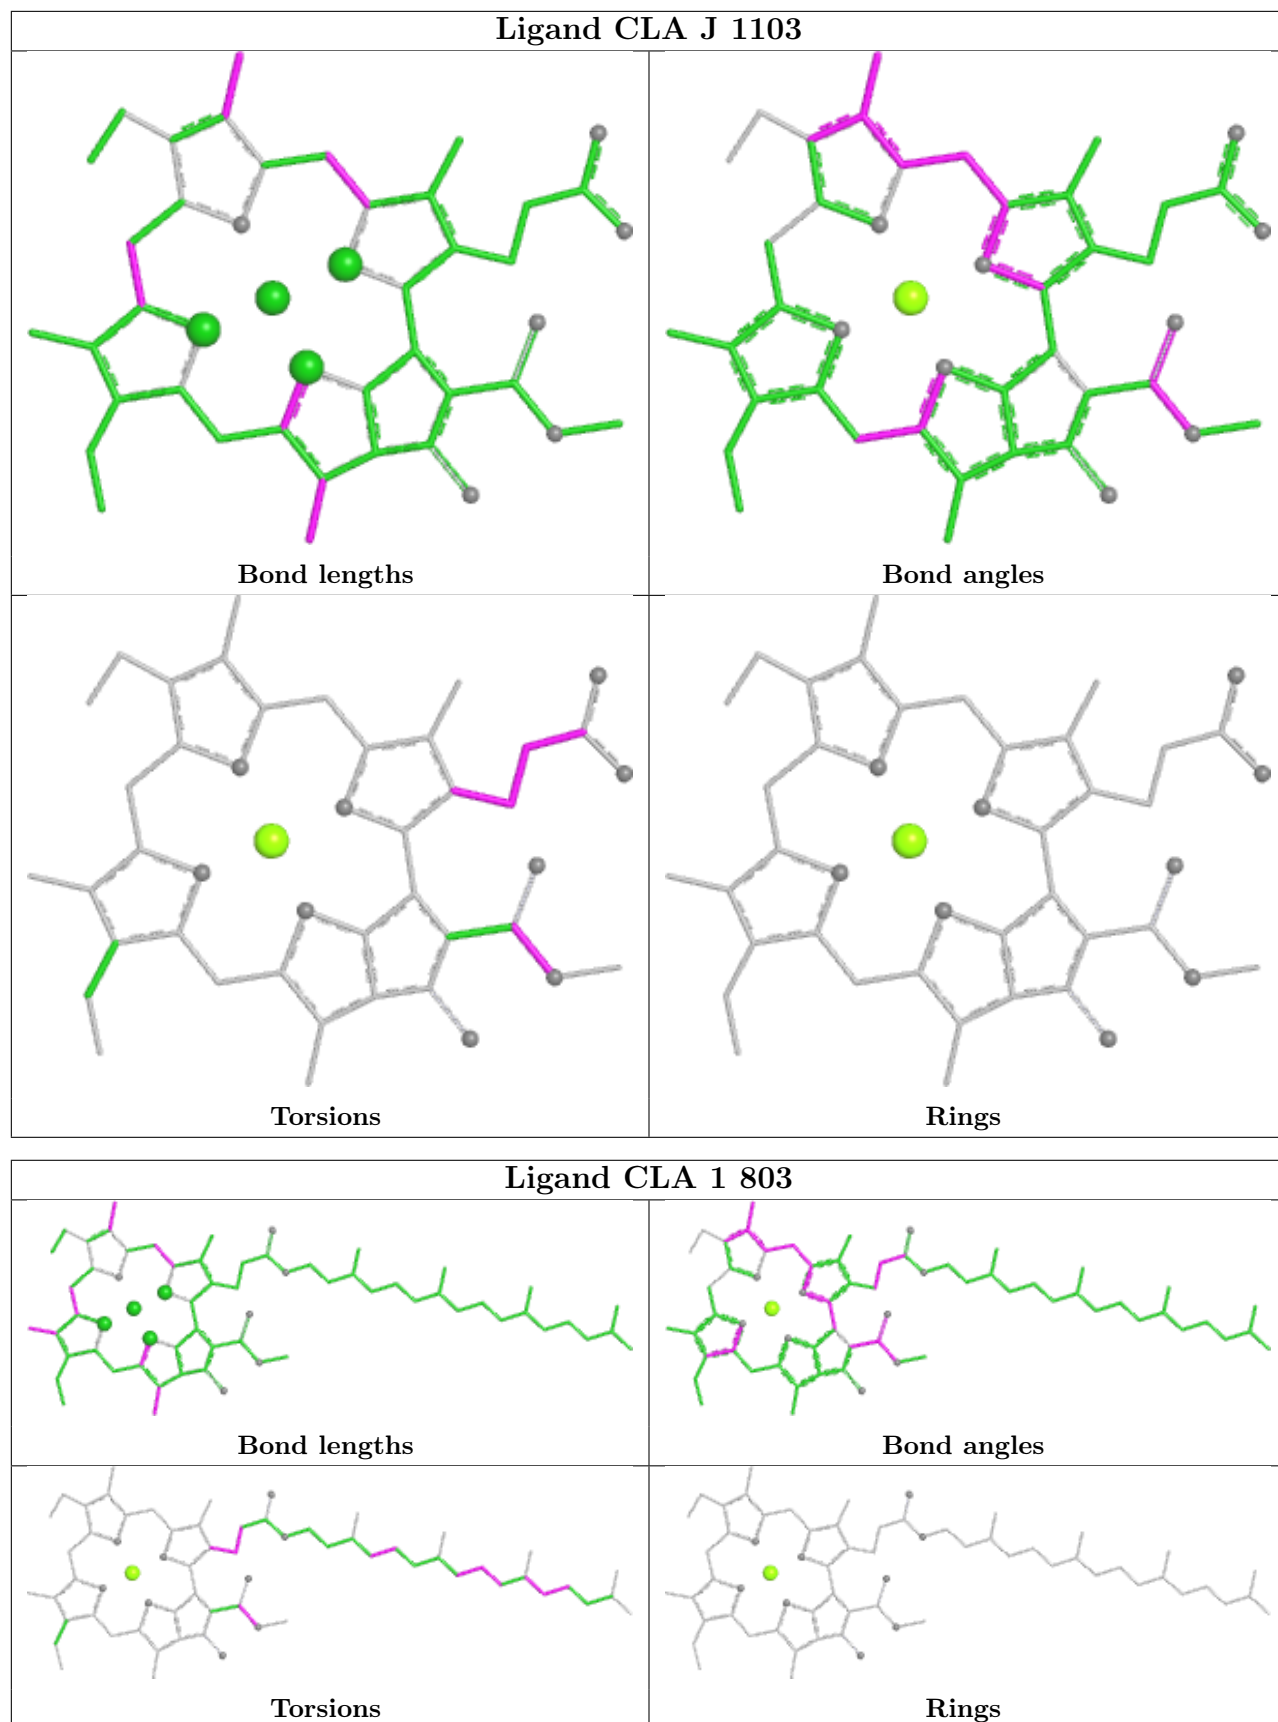 Ligand CLA J 1103
Bond lengths
Bond angles
Torsions
Rings
Ligand CLA 1 803
Bond lengths
Bond angles
Torsions
Rings